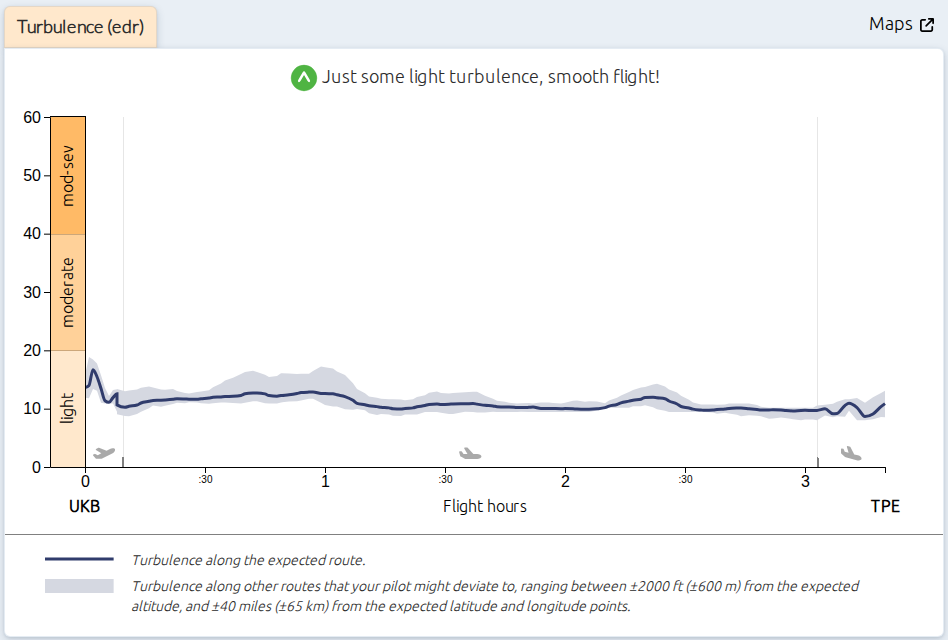 Turbulence (edr)
Maps
Just some light turbulence, smooth flight!
60
50
40
30
20
10
0
mod-sev
moderate
light
0
:30
1
:30
2
:30
3
UKB
Flight hours
TPE
Turbulence along the expected route.
Turbulence along other routes that your pilot might deviate to, ranging between ±2000 ft (±600 m) from the expected
altitude, and ±40 miles (±65 km) from the expected latitude and longitude points.